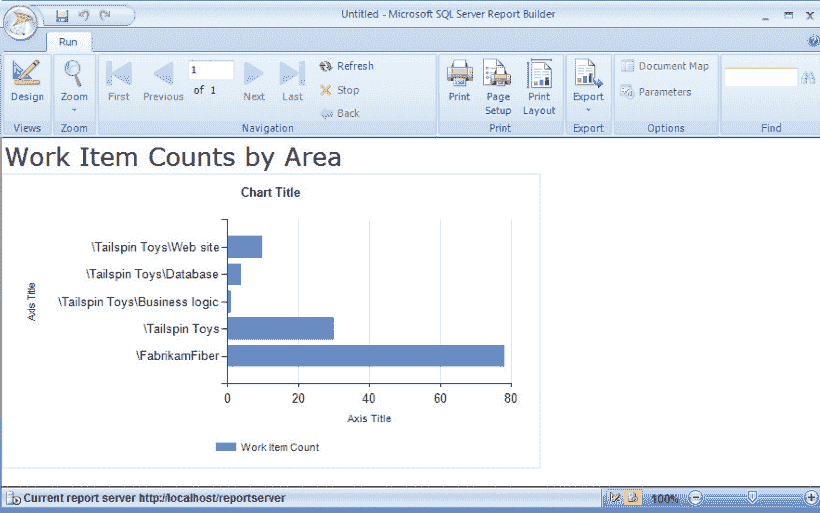 Untitled - Microsoft SQL Server Report Builder
Run
Design
Zoom
First
Previous
1
of 1
Next
Last
Refresh
Stop
Back
Print
Page
Setup
Print
Layout
Export
Document Map
Parameters
Views
Zoom
Navigation
Print
Export
Options
Find
Work Item Counts by Area
Chart Title
Axis Title
\Tailspin Toys\Web site
\Tailspin Toys\Database
\Tailspin Toys\Business logic
\Tailspin Toys
\FabrikamFiber
0 20 40 60 80
Axis Title
Work Item Count
Current report server http://localhost/reportserver
100%